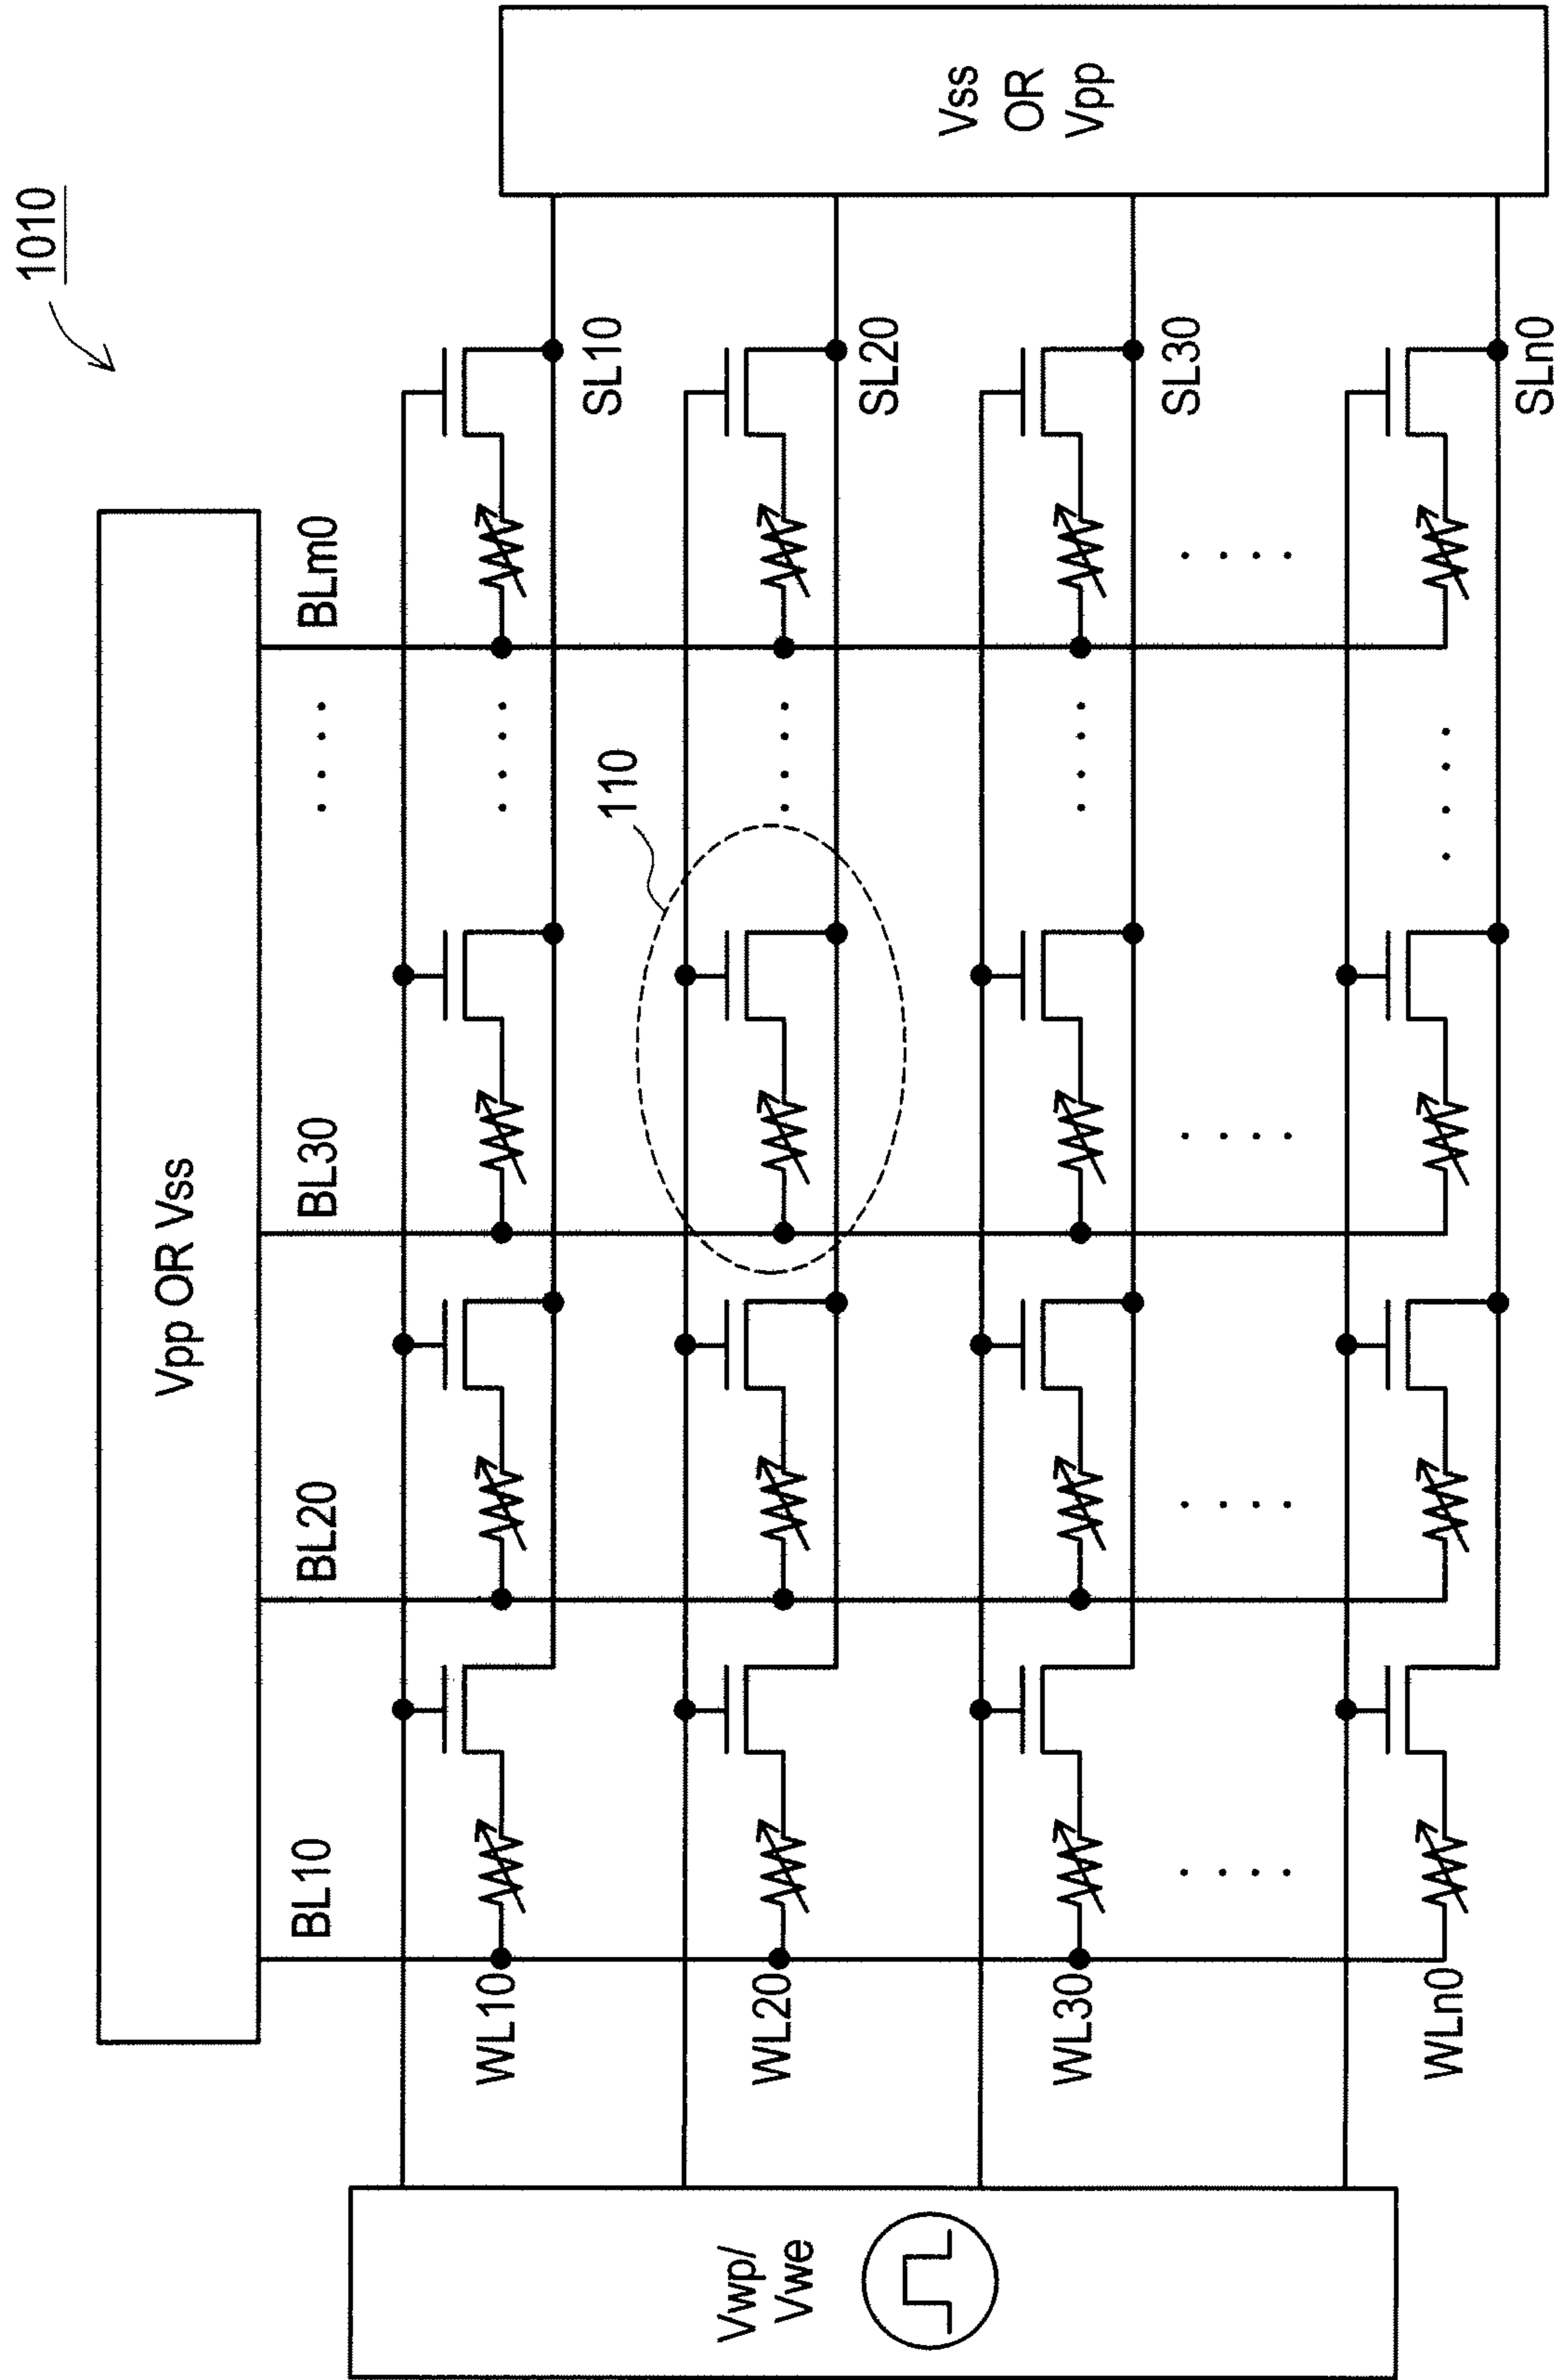 1010
Vpp OR Vss
BL10
BL20
BL30
BLm0
110
Vwp/
Vwe
WL10
WL20
WL30
WLn0
SL10
SL20
SL30
SLn0
Vss
OR
Vpp